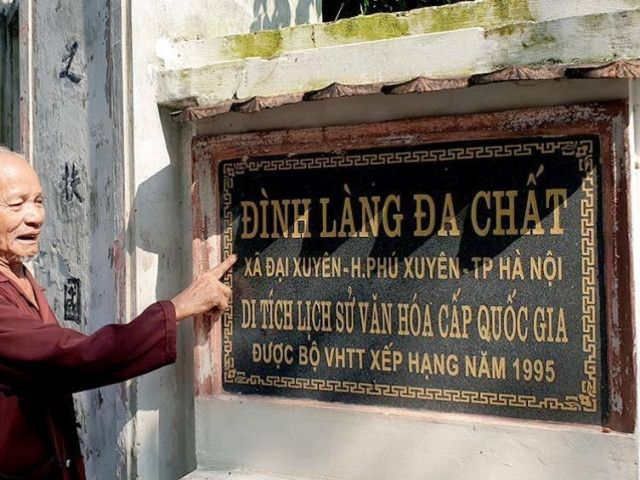 ĐÌNH LÀNG ĐA CHẤT
XÃ ĐẠI XUYÊN-H.PHÚ XUYÊN-TP HÀ NỘI
DI TÍCH LỊCH SỬ VĂN HÓA CẤP QUỐC GIA
ĐƯỢC BỘ VHTT XẾP HẠNG NĂM 1995